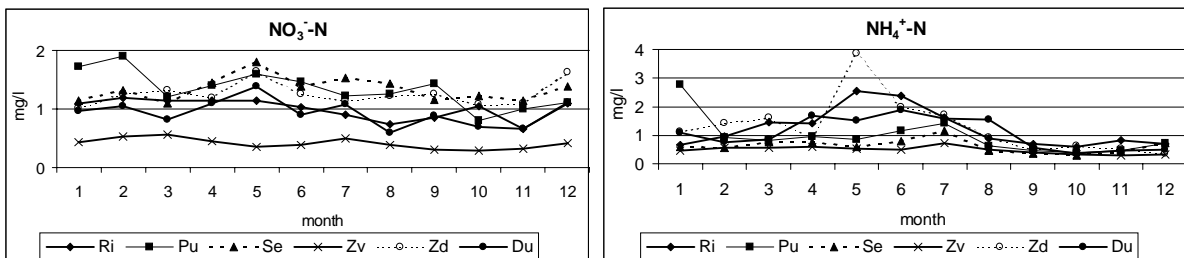 NO₃⁻-N
2
1
0
mg/l
1 2 3 4 5 6 7 8 9 10 11 12
month
Ri Pu Se Zv Zd Du
NH₄⁺-N
4
3
2
1
0
mg/l
1 2 3 4 5 6 7 8 9 10 11 12
month
Ri Pu Se Zv Zd Du